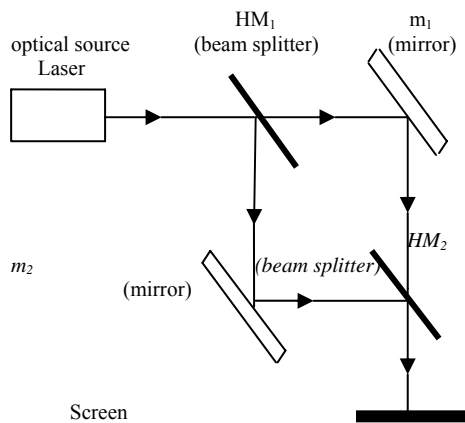 optical source
Laser
HM₁
(beam splitter)
m₁
(mirror)
HM₂
m₂
(beam splitter)
(mirror)
Screen